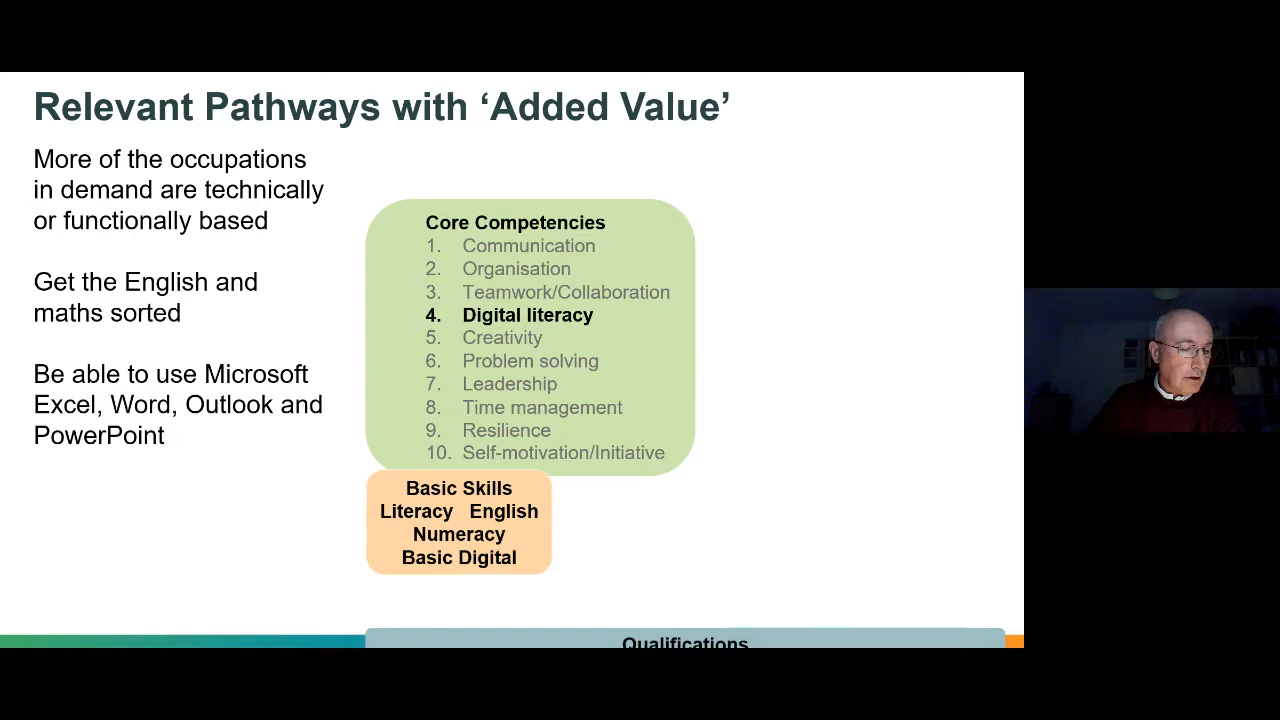 Relevant Pathways with ‘Added Value’
More of the occupations
in demand are technically
or functionally based
Get the English and
maths sorted
Be able to use Microsoft
Excel, Word, Outlook and
PowerPoint
Core Competencies
1. Communication
2. Organisation
3. Teamwork/Collaboration
4. Digital literacy
5. Creativity
6. Problem solving
7. Leadership
8. Time management
9. Resilience
10. Self-motivation/Initiative
Basic Skills
Literacy English
Numeracy
Basic Digital
Qualifications